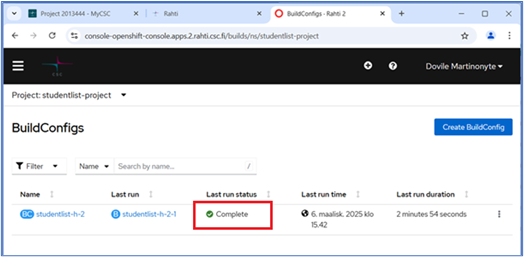 Project 2013444 - MyCSC
Rahti
BuildConfigs - Rahti 2
console-openshift-console.apps.2.rahti.csc.fi/builds/ns/studentlist-project
CSC
Dovile Martinonyte
Project: studentlist-project
BuildConfigs
Create BuildConfig
Filter
Name
Search by name...
/
Name Last run Last run status Last run time Last run duration
BC studentlist-h-2 B studentlist-h-2-1 Complete 6. maalisk. 2025 klo 15.42 2 minutes 54 seconds